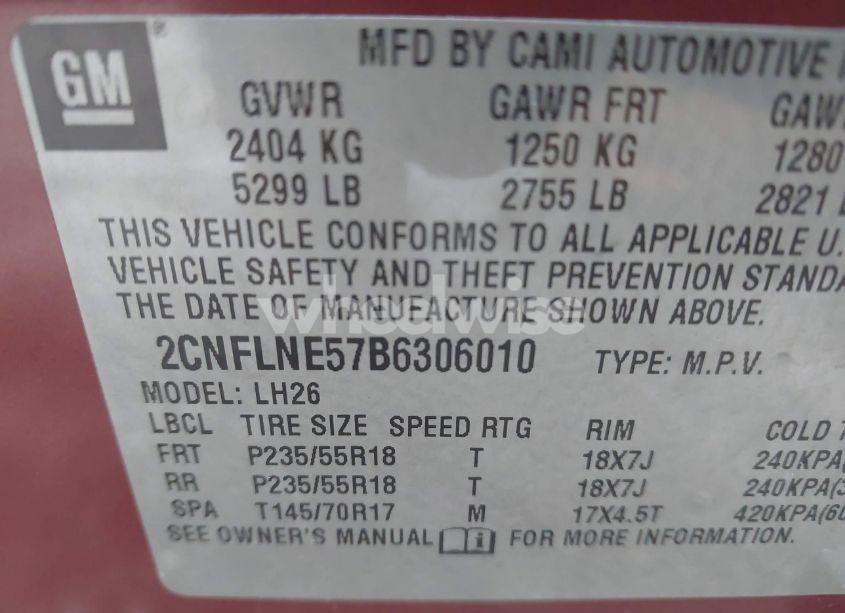 GM
®
MFD BY CAMI AUTOMOTIVE
GVWR GAWR FRT
2404 KG 1250 KG 1280
5299 LB 2755 LB 2821
THIS VEHICLE CONFORMS TO ALL APPLICABLE U.
VEHICLE SAFETY AND THEFT PREVENTION
THE DATE OF MANUFACTURE SHOWN ABOVE.
wheelwise
2CNFLNE57B6306010 TYPE: M.P.V.
MODEL: LH26
LBCL TIRE SIZE SPEED RTG RIM COLD
FRT P235/55R18 T 18X7J 240KPA(
RR P235/55R18 T 18X7J 240KPA(
SPA T145/70R17 M 17X4.5T 420KPA(60
SEE OWNER'S MANUAL i FOR MORE INFORMATION.